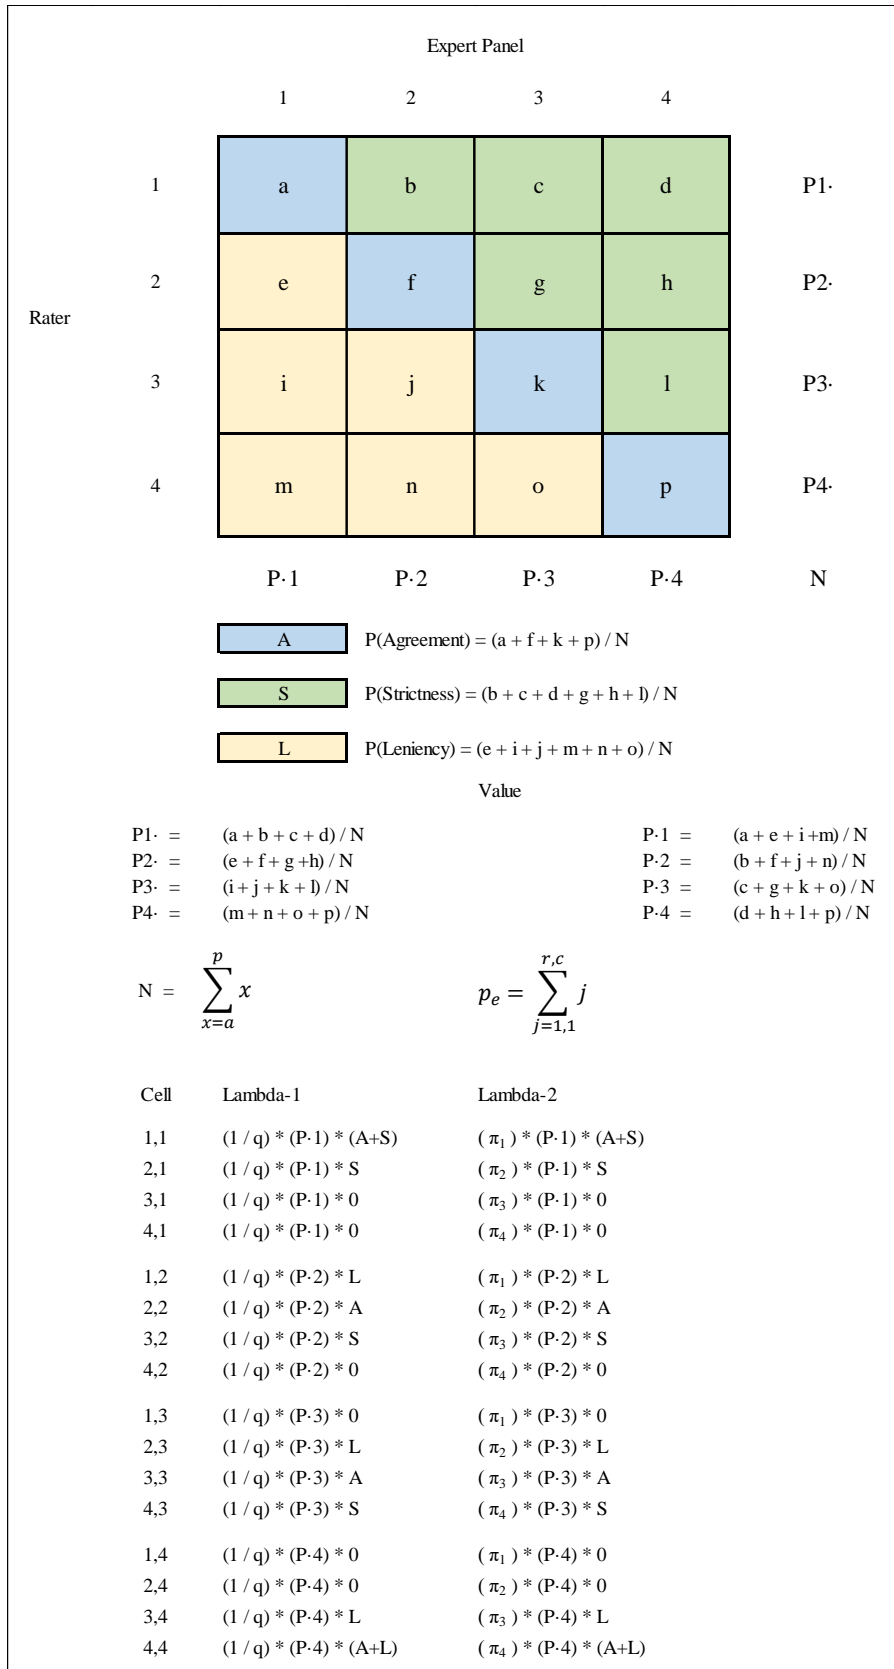 Expert Panel
1 2 3 4
1 a b c d P1·
2 e f g h P2·
Rater
3 i j k l P3·
4 m n o p P4·
P·1 P·2 P·3 P·4 N
A P(Agreement) = (a + f + k + p) / N
S P(Strictness) = (b + c + d + g + h + l) / N
L P(Leniency) = (e + i + j + m + n + o) / N
Value
P1· = (a + b + c + d) / N P·1 = (a + e + i +m) / N
P2· = (e + f + g +h) / N P·2 = (b + f + j + n) / N
P3· = (i + j + k + l) / N P·3 = (c + g + k + o) / N
P4· = (m + n + o + p) / N P·4 = (d + h + l + p) / N
N = ∑_{x=a}^{p} x p_e = ∑_{j=1,1}^{r,c} j
Cell Lambda-1 Lambda-2
1,1 (1 / q) * (P·1) * (A+S) ( π₁ ) * (P·1) * (A+S)
2,1 (1 / q) * (P·1) * S (π₂ ) * (P·1) * S
3,1 (1 / q) * (P·1) * 0 ( π₃ ) * (P·1) * 0
4,1 (1 / q) * (P·1) * 0 (π₄ ) * (P·1) * 0
1,2 (1 / q) * (P·2) * L (π₁ ) * (P·2) * L
2,2 (1 / q) * (P·2) * A (π₂ ) * (P·2) * A
3,2 (1 / q) * (P·2) * S (π₃ ) * (P·2) * S
4,2 (1 / q) * (P·2) * 0 (π₄ ) * (P·2) * 0
1,3 (1 / q) * (P·3) * 0 (π₁ ) * (P·3) * 0
2,3 (1 / q) * (P·3) * L (π₂ ) * (P·3) * L
3,3 (1 / q) * (P·3) * A (π₃ ) * (P·3) * A
4,3 (1 / q) * (P·3) * S (π₄ ) * (P·3) * S
1,4 (1 / q) * (P·4) * 0 (π₁ ) * (P·4) * 0
2,4 (1 / q) * (P·4) * 0 (π₂ ) * (P·4) * 0
3,4 (1 / q) * (P·4) * L (π₃ ) * (P·4) * L
4,4 (1 / q) * (P·4) * (A+L) (π₄ ) * (P·4) * (A+L)